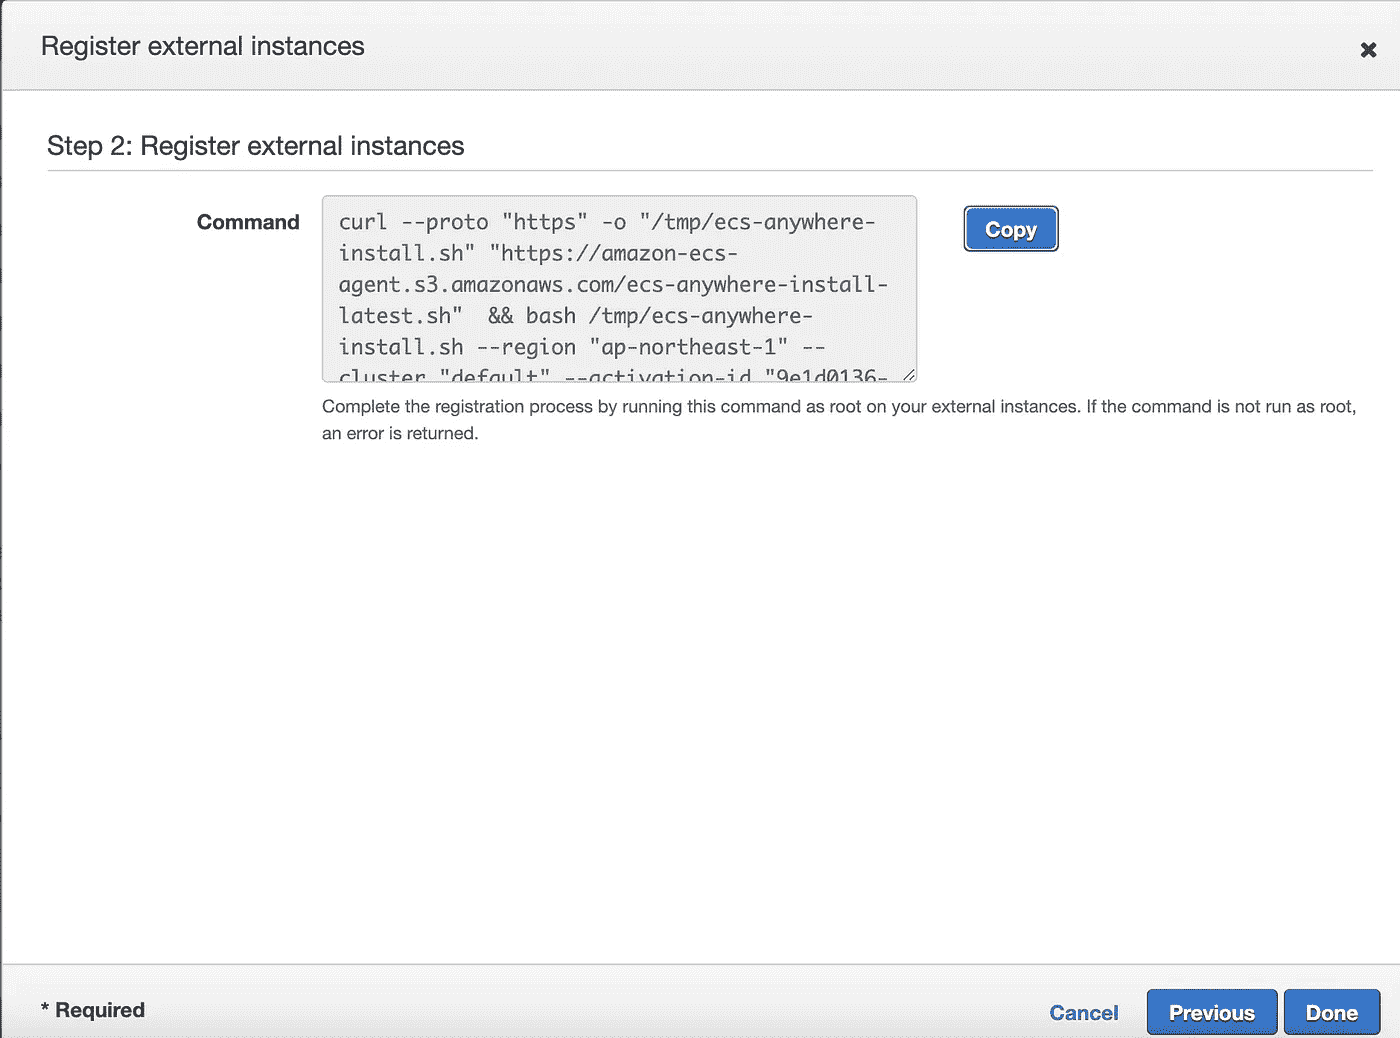 Register external instances
Step 2: Register external instances
Command
curl --proto "https" -o "/tmp/ecs-anywhere-
install.sh" "https://amazon-ecs-
agent.s3.amazonaws.com/ecs-anywhere-install-
latest.sh"  && bash /tmp/ecs-anywhere-
install.sh --region "ap-northeast-1" --
cluster "default" --activation-id "9e1d0136-
Copy
Complete the registration process by running this command as root on your external instances. If the command is not run as root,
an error is returned.
* Required
Cancel
Previous
Done